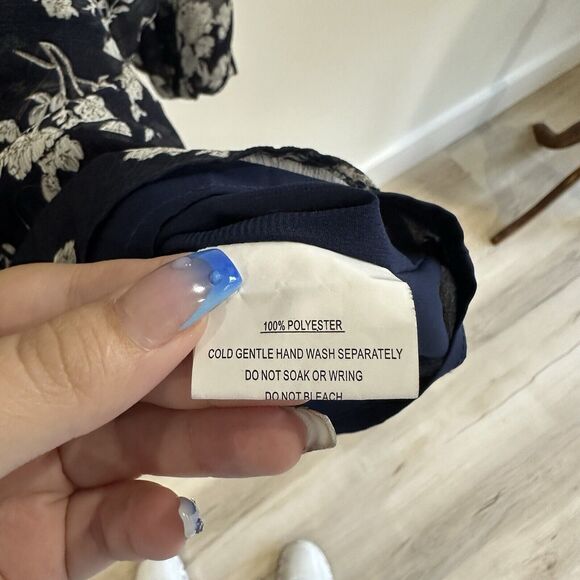 100% POLYESTER
COLD GENTLE HAND WASH SEPARATELY
DO NOT SOAK OR WRING
DO NOT BLEACH